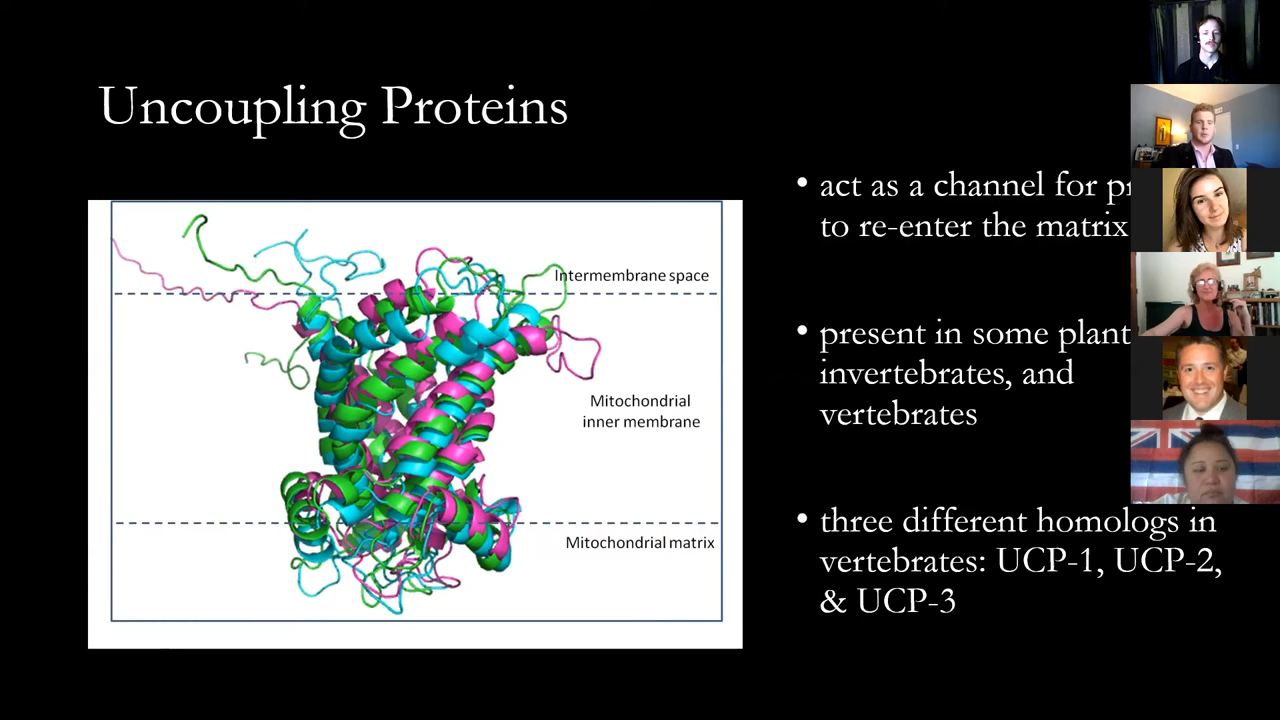 Uncoupling Proteins
Intermembrane space
Mitochondrial
inner membrane
Mitochondrial matrix
• act as a channel for
to re-enter the matrix
• present in some plant
invertebrates, and
vertebrates
• three different homologs in
vertebrates: UCP-1, UCP-2,
& UCP-3